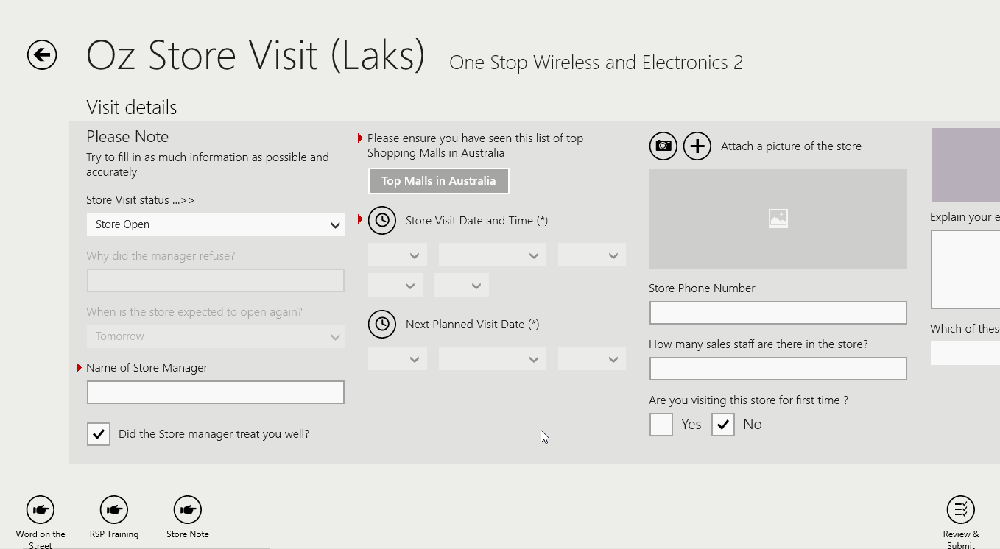 Oz Store Visit (Laks) One Stop Wireless and Electronics 2
Visit details
Please Note
Try to fill in as much information as possible and
accurately
Store Visit status ...>>
Store Open
Why did the manager refuse?
When is the store expected to open again?
Tomorrow
Name of Store Manager
Did the Store manager treat you well?
Please ensure you have seen this list of top
Shopping Malls in Australia
Top Malls in Australia
Store Visit Date and Time (*)
Next Planned Visit Date (*)
Attach a picture of the store
Store Phone Number
How many sales staff are there in the store?
Are you visiting this store for first time ?
Yes No
Explain your e
Which of thes
Word on the
Street
RSP Training
Store Note
Review &
Submit